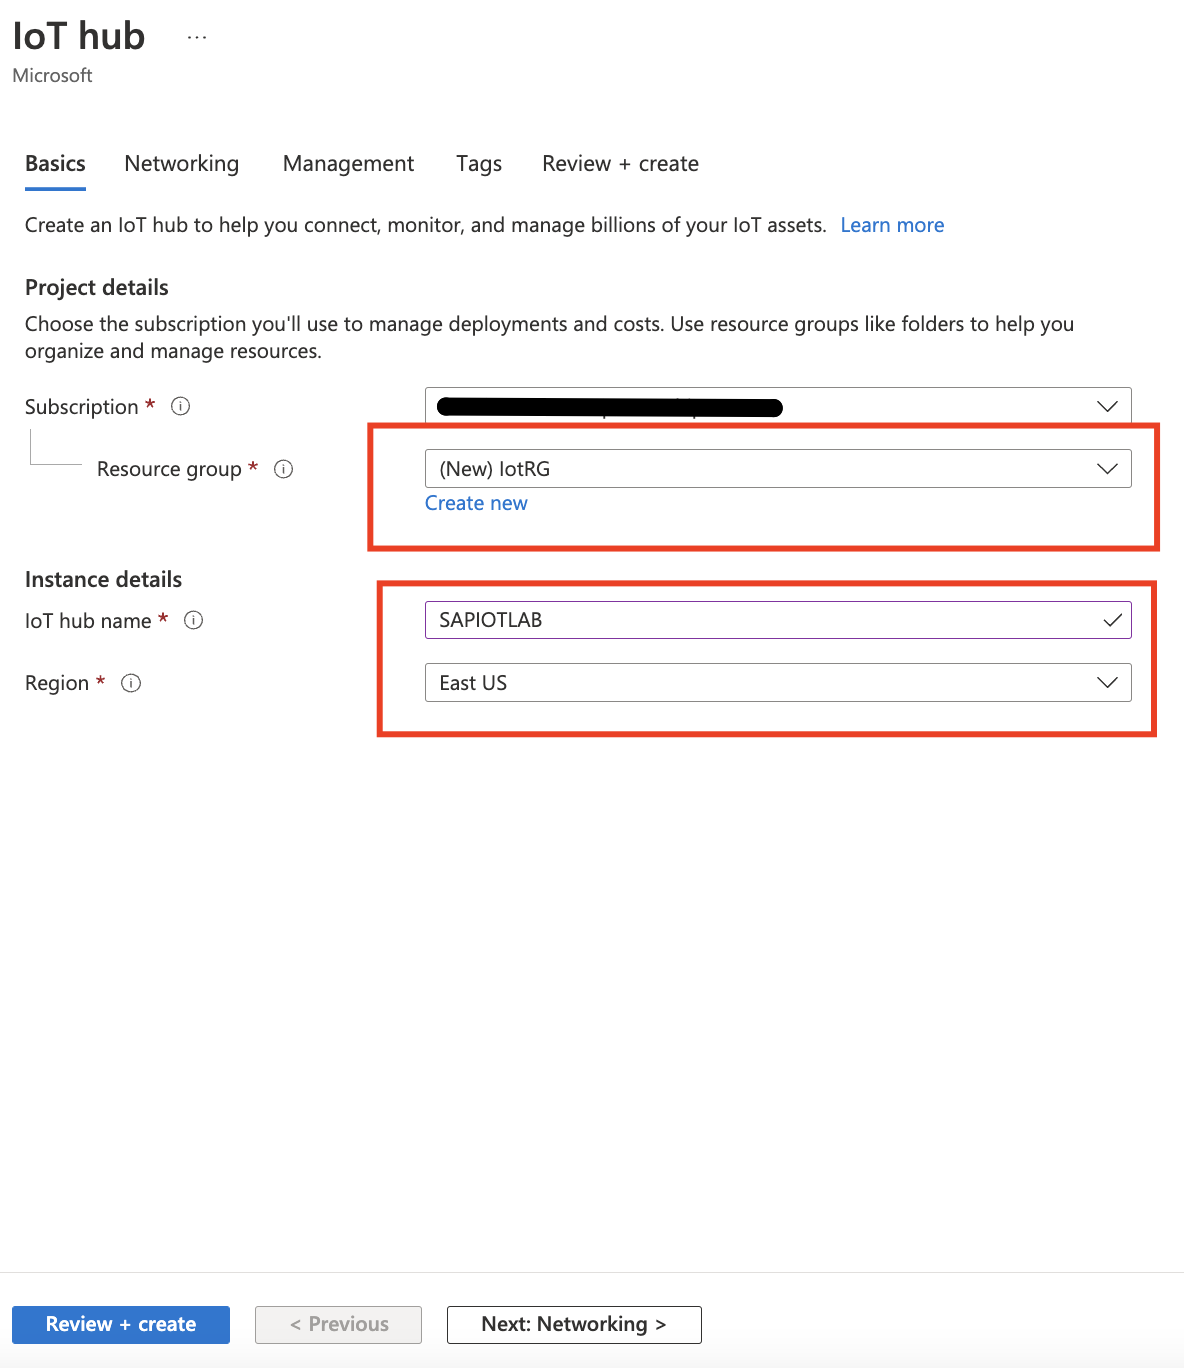 IoT hub ...
Microsoft
Basics Networking Management Tags Review + create
Create an IoT hub to help you connect, monitor, and manage billions of your IoT assets. Learn more
Project details
Choose the subscription you'll use to manage deployments and costs. Use resource groups like folders to help you
organize and manage resources.
Subscription *
Resource group * (New) IotRG
Create new
Instance details
IoT hub name * SAPIOTLAB
Region * East US
Review + create < Previous Next: Networking >